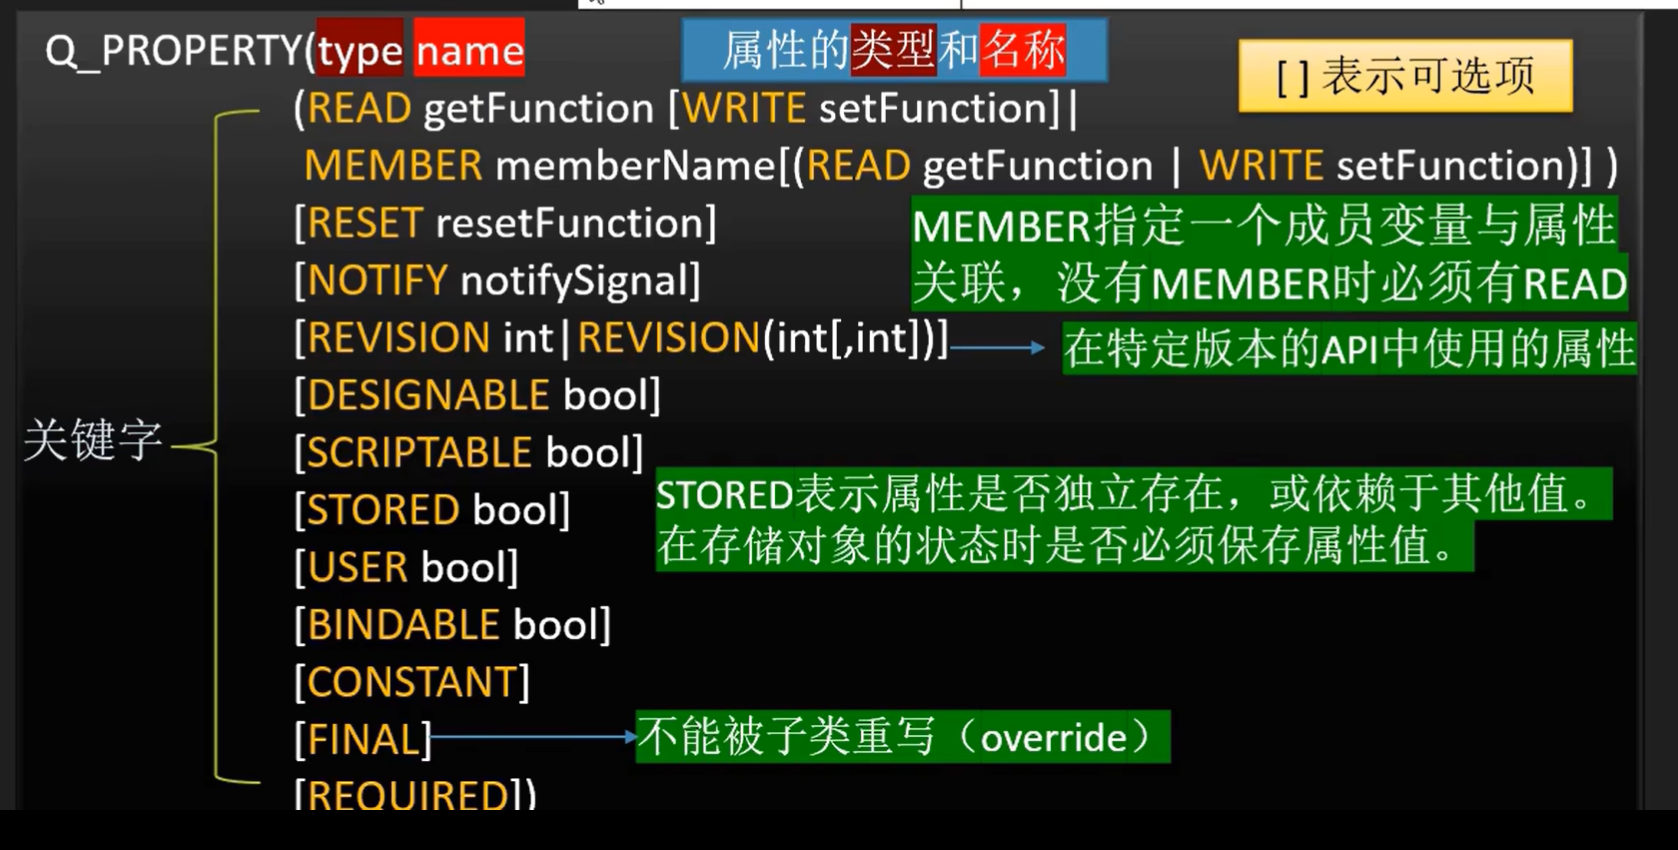 Q_PROPERTY(type name
属性的类型和名称
[ ] 表示可选项
(READ getFunction [WRITE setFunction]|
MEMBER memberName[(READ getFunction | WRITE setFunction)] )
[RESET resetFunction]
MEMBER指定一个成员变量与属性
关联，没有MEMBER时必须有READ
[NOTIFY notifySignal]
[REVISION int|REVISION(int[,int])]
在特定版本的API中使用的属性
[DESIGNABLE bool]
关键字
[SCRIPTABLE bool]
[STORED bool]
STORED表示属性是否独立存在，或依赖于其他值。
在存储对象的状态时是否必须保存属性值。
[USER bool]
[BINDABLE bool]
[CONSTANT]
[FINAL]
不能被子类重写（override）
[REQUIRED])